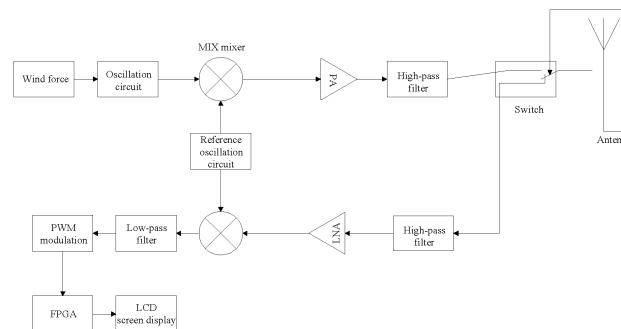 MIX mixer
Wind force
Oscillation
circuit
PA
High-pass
filter
Switch
Anten
Reference
oscillation
circuit
PWM
modulation
Low-pass
filter
LNA
High-pass
filter
FPGA
LCD
screen display